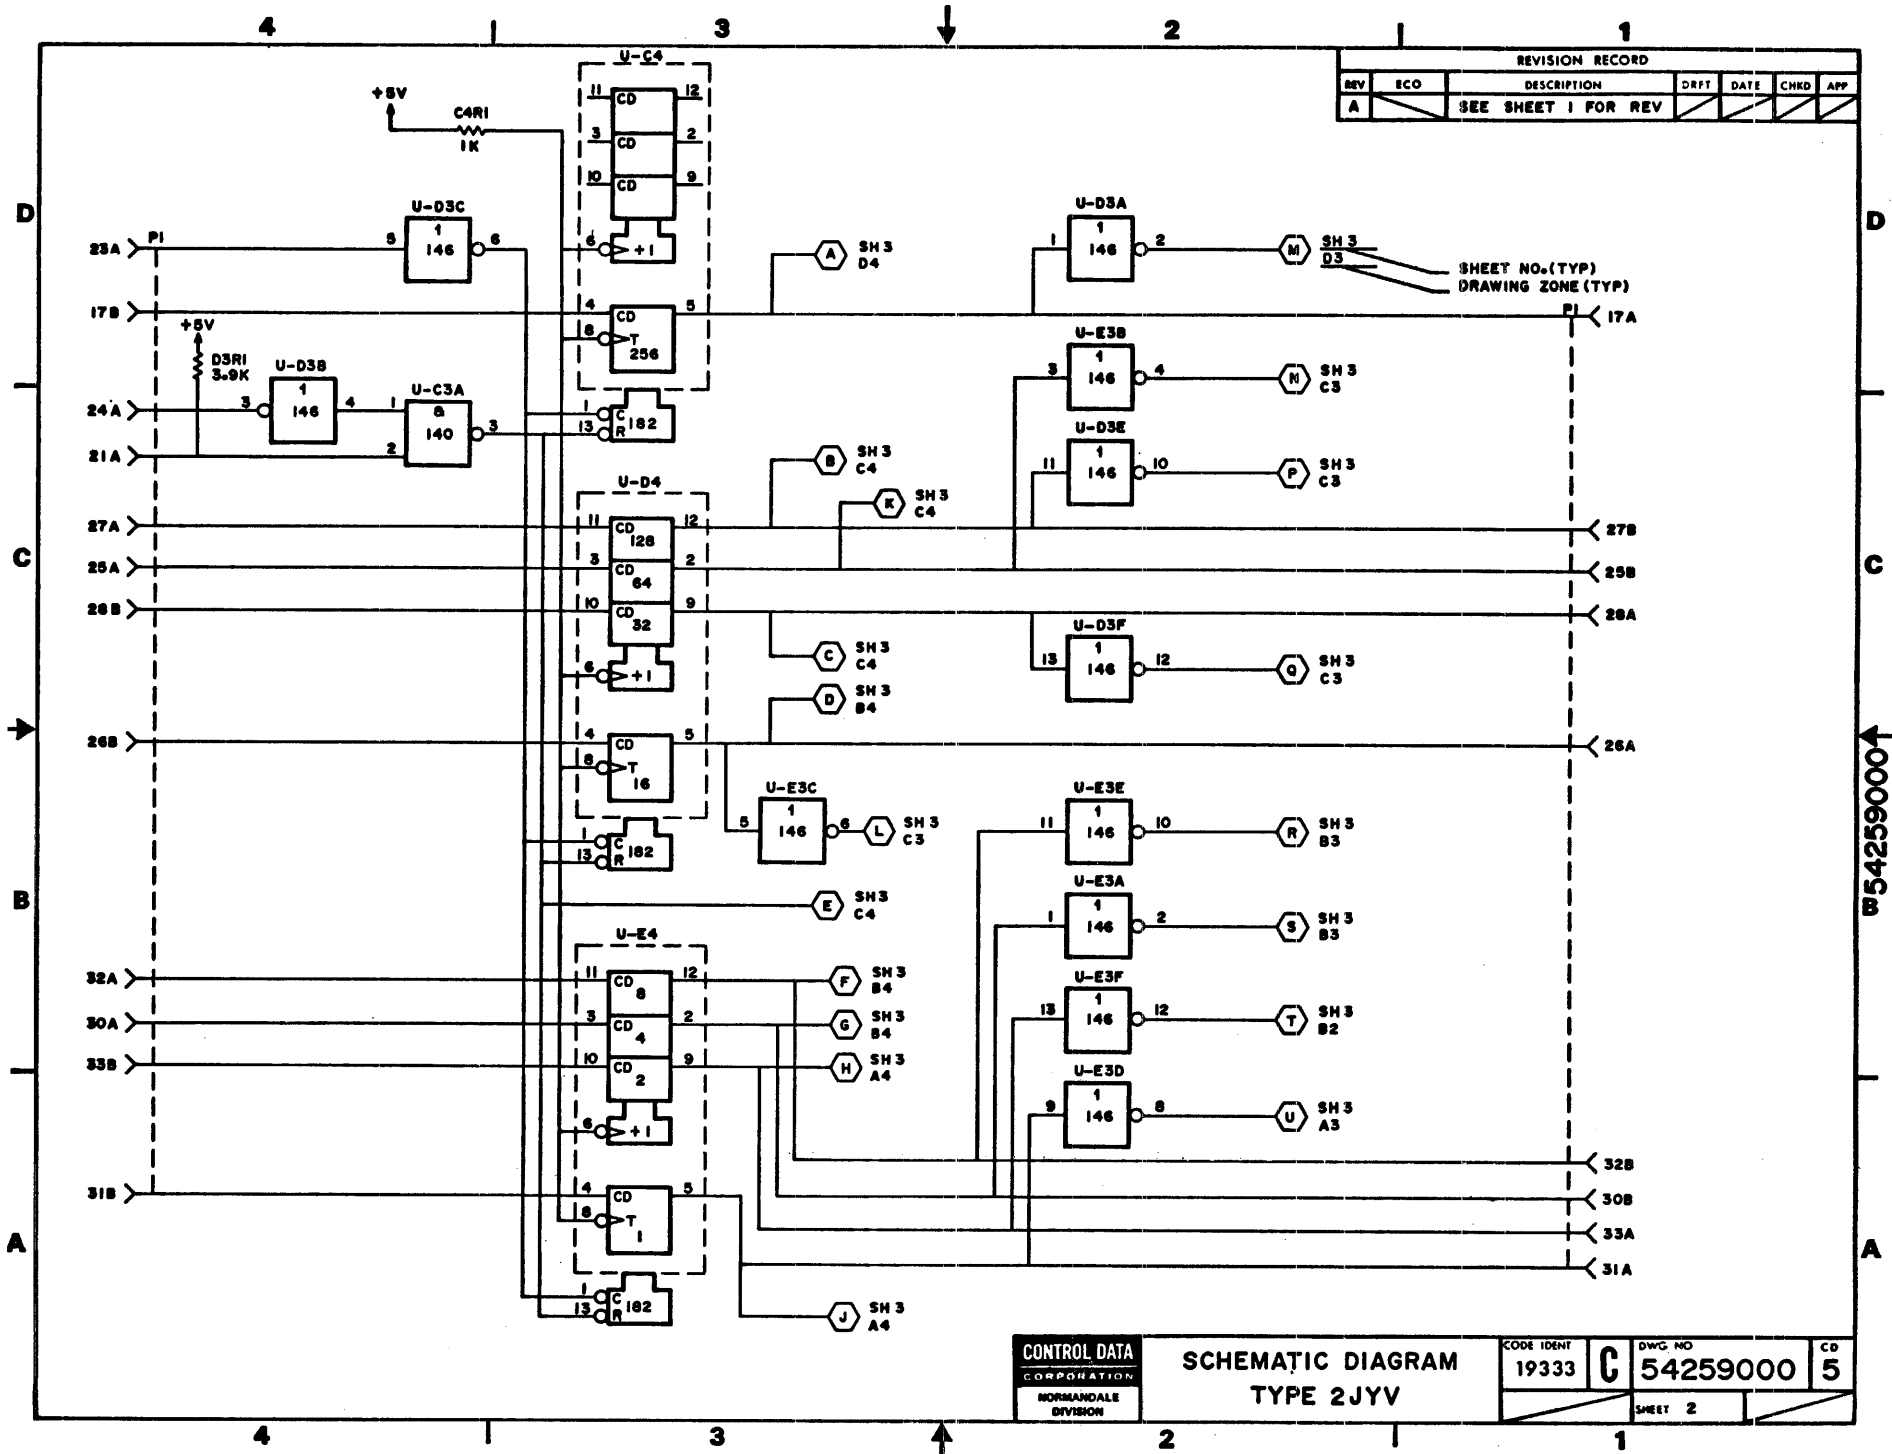 4 3 2 1
REVISION RECORD
REV ECO DESCRIPTION DRFT DATE CHKD APP
A SEE SHEET 1 FOR REV
U-C4
+5V
C4R1
1K
11 CD 12
3 CD 2
10 CD 9
6 +1
D
D
U-D3C
23A P1 5 1 146 6
A SH 3 D4
U-D3A
1 1 146 2 M SH 3 D3
SHEET NO.(TYP)
DRAWING ZONE (TYP)
17B 4 CD 5 P1 17A
8 T 256
+5V
D3R1
3.9K
U-D3B
24A 3 1 146 4
U-C3A
1 & 140 3
21A 2
1 C 182
13 R
U-E3B
3 1 146 4 N SH 3 C3
U-D3E
11 1 146 10 P SH 3 C3
B SH 3 C4
K SH 3 C4
U-D4
27A 11 CD 128 12 27B
C
C
25A 3 CD 64 2 25B
28B 10 CD 32 9 28A
6 +1
C SH 3 C4
U-D3F
13 1 146 12 Q SH 3 C3
D SH 3 B4
26B 4 CD 5 26A
8 T 16
U-E3C
5 1 146 6 L SH 3 C3
1 C 182
13 R
U-E3E
11 1 146 10 R SH 3 B3
U-E3A
1 1 146 2 S SH 3 B3
B
B
54259000
E SH 3 C4
U-E4
32A 11 CD 8 12 F SH 3 B4
30A 3 CD 4 2 G SH 3 B4
33B 10 CD 2 9 H SH 3 A4
6 +1
U-E3F
13 1 146 12 T SH 3 B2
U-E3D
9 1 146 8 U SH 3 A3
32B
31B 4 CD 5
8 T 1
30B
33A
31A
A
A
1 C 182
13 R
J SH 3 A4
CONTROL DATA
CORPORATION
NORMANDALE
DIVISION
SCHEMATIC DIAGRAM
TYPE 2JYV
CODE IDENT
19333
C
DWG NO
54259000
CD
5
SHEET 2
4 3 2 1